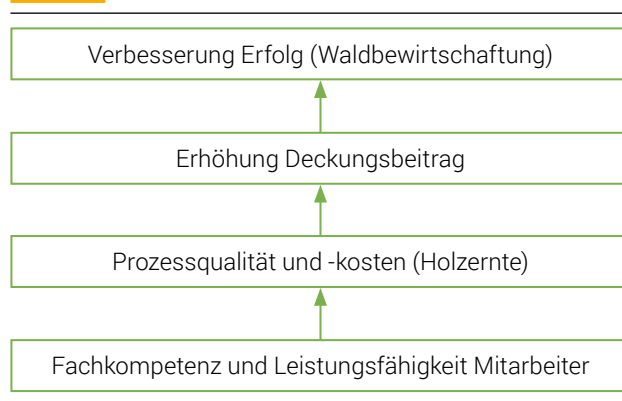 Verbesserung Erfolg (Waldbewirtschaftung)
Erhöhung Deckungsbeitrag
Prozessqualität und -kosten (Holzernte)
Fachkompetenz und Leistungsfähigkeit Mitarbeiter